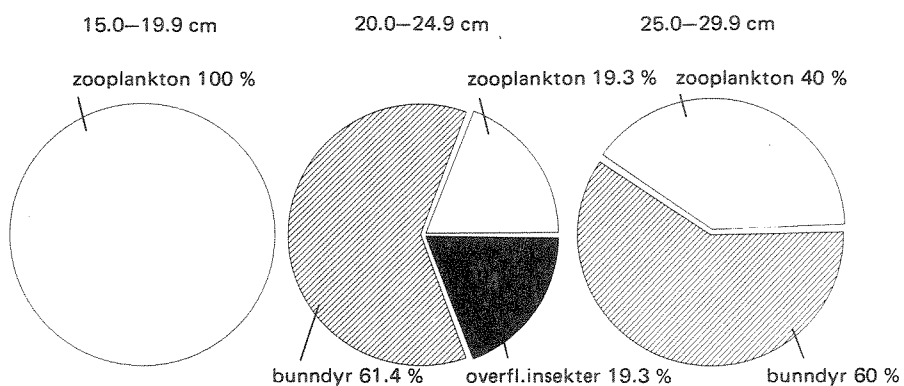 15.0–19.9 cm
20.0–24.9 cm
25.0–29.9 cm
zooplankton 100 %
zooplankton 19.3 %
zooplankton 40 %
bunndyr 61.4 %
overfl.insekter 19.3 %
bunndyr 60 %